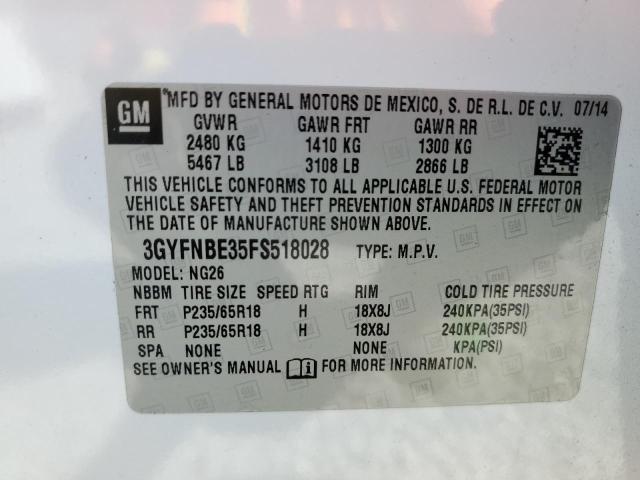 GM *MFD BY GENERAL MOTORS DE MEXICO, S. DE R.L. DE C.V. 07/14
GVWR GAWR FRT GAWR RR
2480 KG 1410 KG 1300 KG
5467 LB 3108 LB 2866 LB
THIS VEHICLE CONFORMS TO ALL APPLICABLE U.S. FEDERAL MOTOR
VEHICLE SAFETY AND THEFT PREVENTION STANDARDS IN EFFECT ON
THE DATE OF MANUFACTURE SHOWN ABOVE.
3GYFNBE35FS518028 TYPE: M.P.V.
MODEL: NG26
NBBM TIRE SIZE SPEED RTG RIM COLD TIRE PRESSURE
FRT P235/65R18 H 18X8J 240KPA(35PSI)
RR P235/65R18 H 18X8J 240KPA(35PSI)
SPA NONE NONE KPA(PSI)
SEE OWNER'S MANUAL FOR MORE INFORMATION.